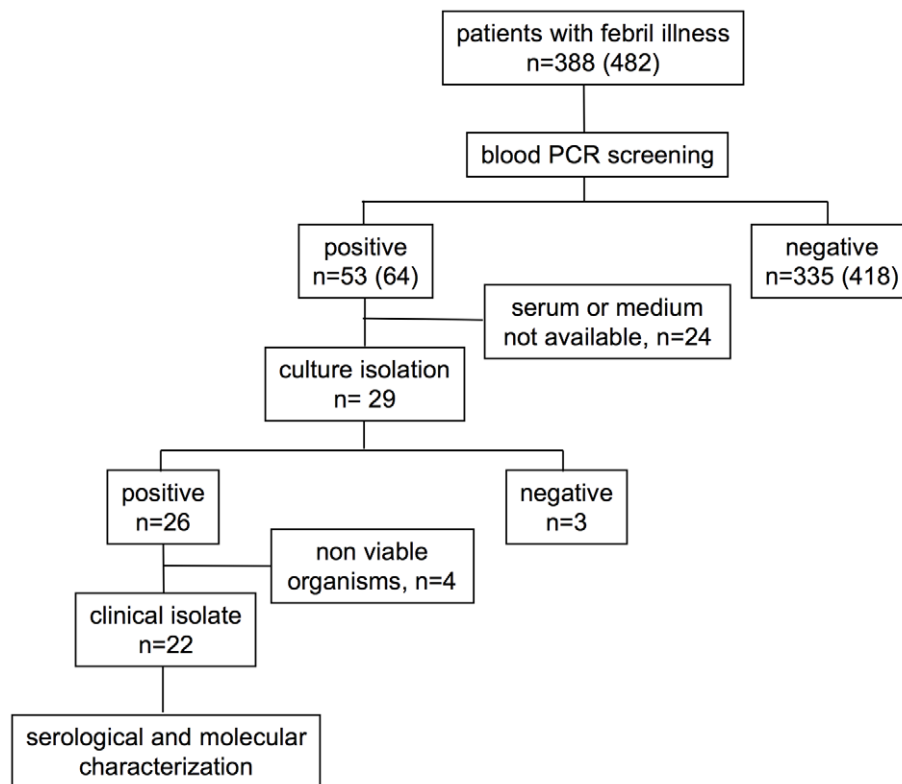 patients with febril illness
n=388 (482)
blood PCR screening
positive
n=53 (64)
negative
n=335 (418)
serum or medium
not available, n=24
culture isolation
n= 29
positive
n=26
negative
n=3
non viable
organisms, n=4
clinical isolate
n=22
serological and molecular
characterization